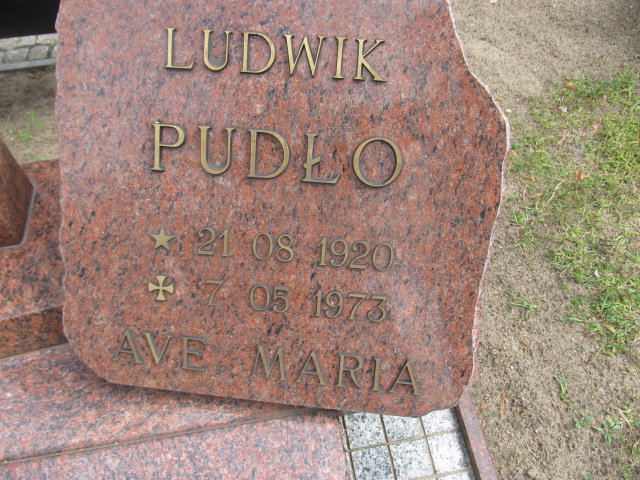 LUDWIK
PUDŁO
21 08 1920
7 05 1973
AVE MARIA